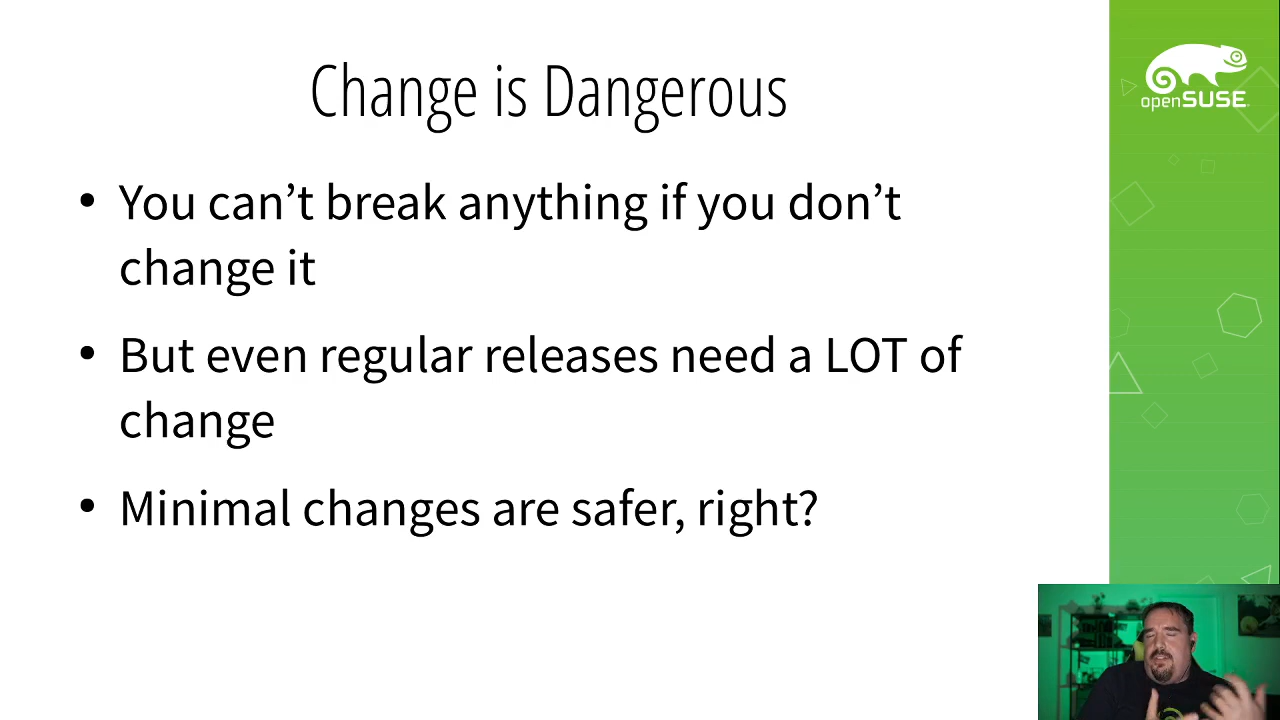 Change is Dangerous
openSUSE
• You can’t break anything if you don’t
change it
• But even regular releases need a LOT of
change
• Minimal changes are safer, right?